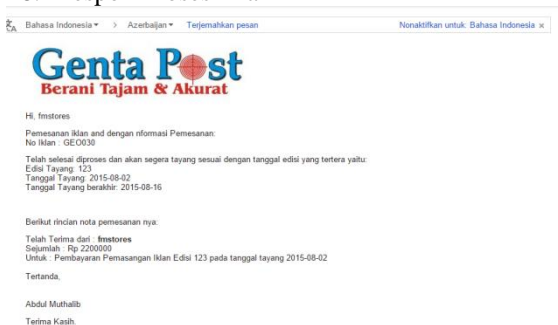 Bahasa Indonesia > Azerbaijan Terjemahkan pesan Nonaktifkan untuk: Bahasa Indonesia x
Genta Post
Berani Tajam & Akurat
Hi, fmstores
Pemesanan iklan and dengan nformasi Pemesanan:
No Iklan : GEO030
Telah selesai diproses dan akan segera tayang sesuai dengan tanggal edisi yang tertera yaitu:
Edisi Tayang: 123
Tanggal Tayang: 2015-08-02
Tanggal Tayang berakhir: 2015-08-16
Berikut rincian nota pemesanan nya:
Telah Terima dari : fmstores
Sejumlah : Rp 2200000
Untuk : Pembayaran Pemasangan Iklan Edisi 123 pada tanggal tayang 2015-08-02
Tertanda,
Abdul Muthalib
Terima Kasih.